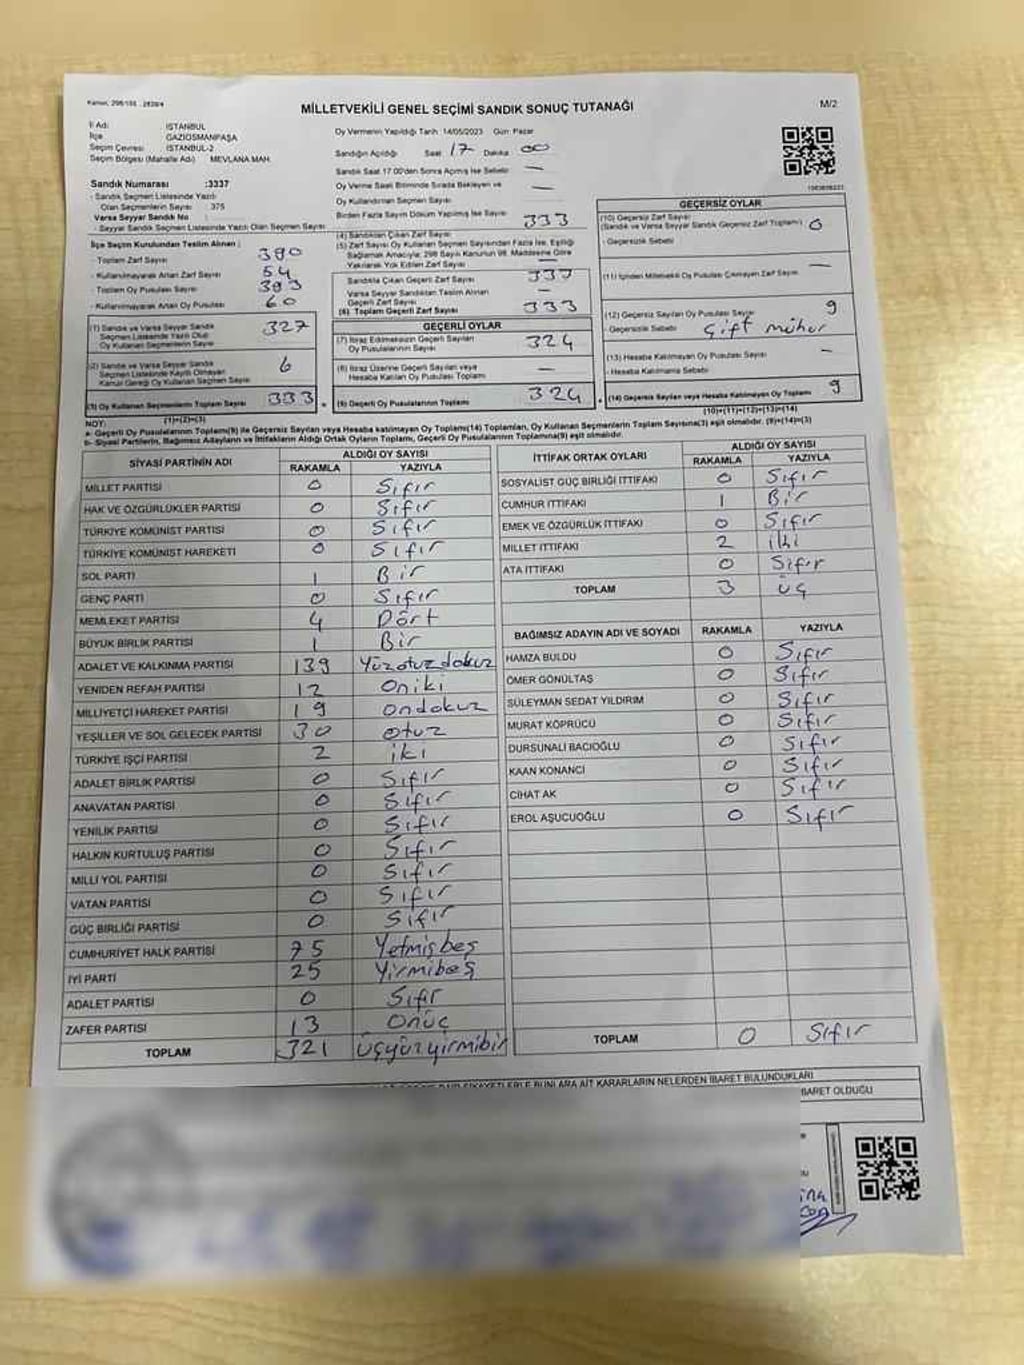 Kanun: 298/105 , 2839/4
MİLLETVEKİLİ GENEL SEÇİMİ SANDIK SONUÇ TUTANAĞI
M/2
İl Adı: İSTANBUL
İlçe GAZİOSMANPAŞA
Seçim Çevresi İSTANBUL-2
Seçim Bölgesi (Mahalle Adı) MEVLANA MAH.
Oy Vermenin Yapıldığı Tarih: 14/05/2023 Gün: Pazar
Sandığın Açıldığı Saat 17 Dakika 00
Sandık Saat 17.00'den Sonra Açılmış İse Sebebi —
Oy Verme Saati Bitiminde Sırada Bekleyen ve
Oy Kullandırılan Seçmen Sayısı —
Birden Fazla Sayım Döküm Yapılmış İse Sayısı
Sandık Numarası :3337
- Sandık Seçmen Listesinde Yazılı
Olan Seçmenlerin Sayısı : 375
Varsa Seyyar Sandık No :
- Seyyar Sandık Seçmen Listesinde Yazılı Olan Seçmen Sayısı
İlçe Seçim Kurulundan Teslim Alınan :
- Toplam Zarf Sayısı 390
- Kullanılmayarak Artan Zarf Sayısı 54
- Toplam Oy Pusulası Sayısı 393
- Kullanılmayarak Artan Oy Pusulası 60
(1) Sandık ve Varsa Seyyar Sandık
Seçmen Listesinde Yazılı Olup
Oy Kullanan Seçmenlerin Sayısı 327
(2) Sandık ve Varsa Seyyar Sandık
Seçmen Listesinde Kayıtlı Olmayan
Kanun Gereği Oy Kullanan Seçmen Sayısı 6
(3) Oy Kullanan Seçmenlerin Toplam Sayısı 333
(1)+(2)=(3)
(4) Sandıktan Çıkan Zarf Sayısı 333
(5) Zarf Sayısı Oy Kullanan Seçmen Sayısından Fazla İse, Eşitliği
Sağlamak Amacıyla; 298 Sayılı Kanunun 98. Maddesine Göre
Yakılarak Yok Edilen Zarf Sayısı —
Sandıkta Çıkan Geçerli Zarf Sayısı 333
Varsa Seyyar Sandıktan Teslim Alınan
Geçerli Zarf Sayısı —
(6) Toplam Geçerli Zarf Sayısı 333
GEÇERLİ OYLAR
(7) İtiraz Edilmeksizin Geçerli Sayılan
Oy Pusulalarının Sayısı 324
(8) İtiraz Üzerine Geçerli Sayılan veya
Hesaba Katılan Oy Pusulası Toplamı —
(9) Geçerli Oy Pusulalarının Toplamı 324
GEÇERSİZ OYLAR
(10) Geçersiz Zarf Sayısı
(Sandık ve Varsa Seyyar Sandık Geçersiz Zarf Toplamı) 0
- Geçersizlik Sebebi
(11) İçinden Milletvekili Oy Pusulası Çıkmayan Zarf Sayısı —
(12) Geçersiz Sayılan Oy Pusulası Sayısı 9
- Geçersizlik Sebebi Çift mühür
(13) Hesaba Katılmayan Oy Pusulası Sayısı —
- Hesaba Katılmama Sebebi
(14) Geçersiz Sayılan veya Hesaba Katılmayan Oy Toplamı 9
(10)+(11)+(12)+(13)=(14)
NOT:
a- Geçerli Oy Pusulalarının Toplamı(9) ile Geçersiz Sayılan veya Hesaba Katılmayan Oy Toplamı(14) Toplamları, Oy Kullanan Seçmenlerin Toplam Sayısına(3) eşit olmalıdır. (9)+(14)=(3)
b- Siyasi Partilerin, Bağımsız Adayların ve İttifakların Aldığı Ortak Oyların Toplamı, Geçerli Oy Pusulalarının Toplamına(9) eşit olmalıdır.
SİYASİ PARTİNİN ADI ALDIĞI OY SAYISI
RAKAMLA YAZIYLA
MİLLET PARTİSİ 0 Sıfır
HAK VE ÖZGÜRLÜKLER PARTİSİ 0 Sıfır
TÜRKİYE KOMÜNİST PARTİSİ 0 Sıfır
TÜRKİYE KOMÜNİST HAREKETİ 0 Sıfır
SOL PARTİ 1 Bir
GENÇ PARTİ 0 Sıfır
MEMLEKET PARTİSİ 4 Dört
BÜYÜK BİRLİK PARTİSİ 1 Bir
ADALET VE KALKINMA PARTİSİ 139 Yüzotuzdokuz
YENİDEN REFAH PARTİSİ 12 Oniki
MİLLİYETÇİ HAREKET PARTİSİ 19 ondokuz
YEŞİLLER VE SOL GELECEK PARTİSİ 30 otuz
TÜRKİYE İŞÇİ PARTİSİ 2 iki
ADALET BİRLİK PARTİSİ 0 Sıfır
ANAVATAN PARTİSİ 0 Sıfır
YENİLİK PARTİSİ 0 Sıfır
HALKIN KURTULUŞ PARTİSİ 0 Sıfır
MİLLİ YOL PARTİSİ 0 Sıfır
VATAN PARTİSİ 0 Sıfır
GÜÇ BİRLİĞİ PARTİSİ 0 Sıfır
CUMHURİYET HALK PARTİSİ 75 Yetmişbeş
İYİ PARTİ 25 Yirmibeş
ADALET PARTİSİ 0 Sıfır
ZAFER PARTİSİ 13 Onüç
TOPLAM 321 üçyüzyirmibir
İTTİFAK ORTAK OYLARI ALDIĞI OY SAYISI
RAKAMLA YAZIYLA
SOSYALİST GÜÇ BİRLİĞİ İTTİFAKI 0 Sıfır
CUMHUR İTTİFAKI 1 Bir
EMEK VE ÖZGÜRLÜK İTTİFAKI 0 Sıfır
MİLLET İTTİFAKI 2 iki
ATA İTTİFAKI 0 Sıfır
TOPLAM 3 üç
BAĞIMSIZ ADAYIN ADI VE SOYADI RAKAMLA YAZIYLA
HAMZA BULDU 0 Sıfır
ÖMER GÖNÜLTAŞ 0 Sıfır
SÜLEYMAN SEDAT YILDIRIM 0 Sıfır
MURAT KÖPRÜCÜ 0 Sıfır
DURSUNALİ BACIOĞLU 0 Sıfır
KAAN KONANCI 0 Sıfır
CİHAT AK 0 Sıfır
EROL AŞUCUOĞLU 0 Sıfır
TOPLAM 0 Sıfır
KARARLARIN NELERDEN İBARET BULUNDUKLARI
BARET OLDUĞU